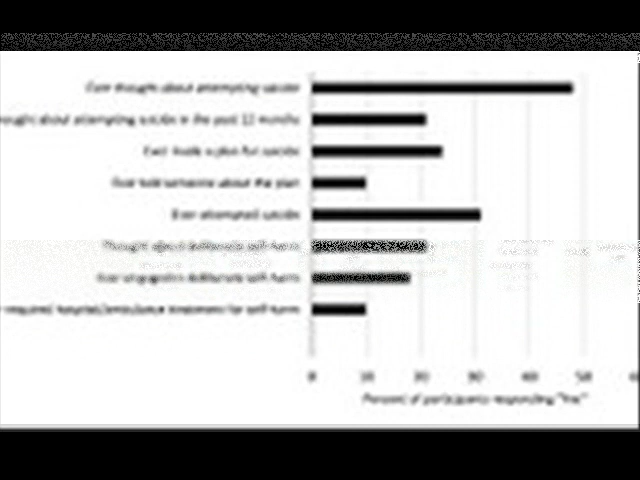 Ever thought about attempting suicide
thought about attempting suicide in the past 12 months
Ever made a plan for suicide
Ever told someone about the plan
Ever attempted suicide
Thought about deliberate self-harm
Ever engaged in deliberate self-harm
required hospital/ambulance treatment for self-harm
0 10 20 30 40 50
Percent of participants responding "Yes"